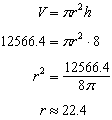 V = πr²h
12566.4 = πr² · 8
r² = 12566.4 / 8π
r ≈ 22.4